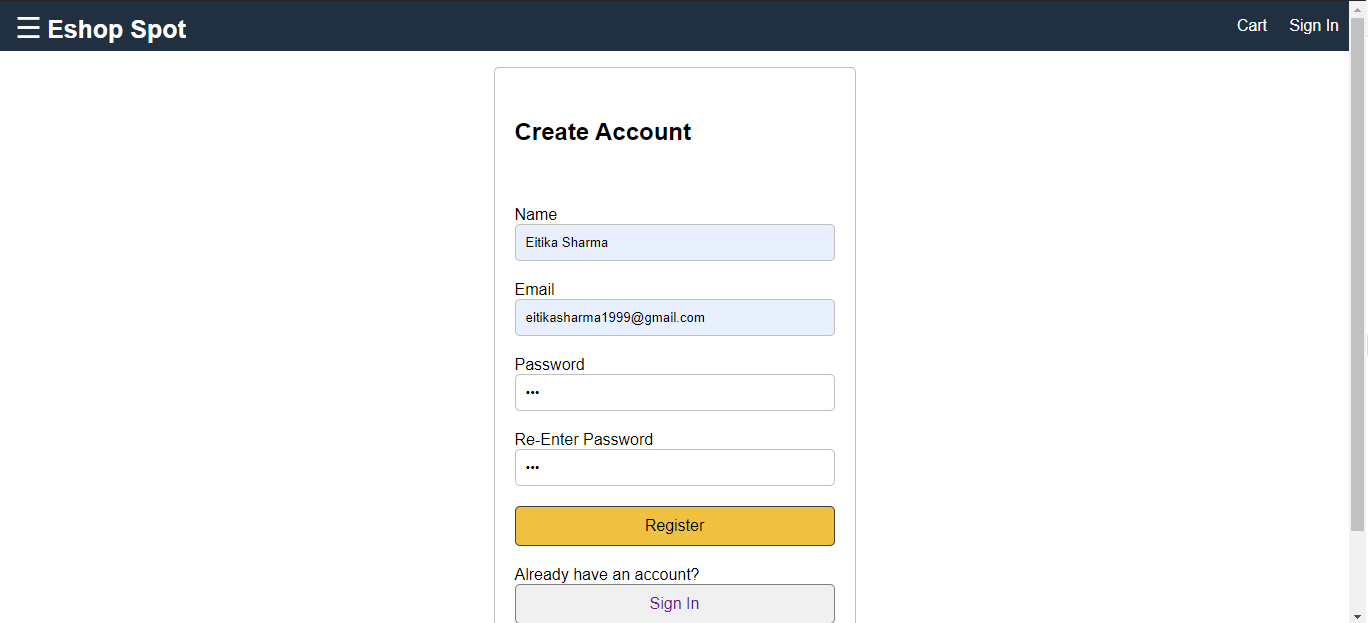 ☰ Eshop Spot Cart Sign In
Create Account
Name
Eitika Sharma
Email
eitikasharma1999@gmail.com
Password
•••
Re-Enter Password
•••
Register
Already have an account?
Sign In